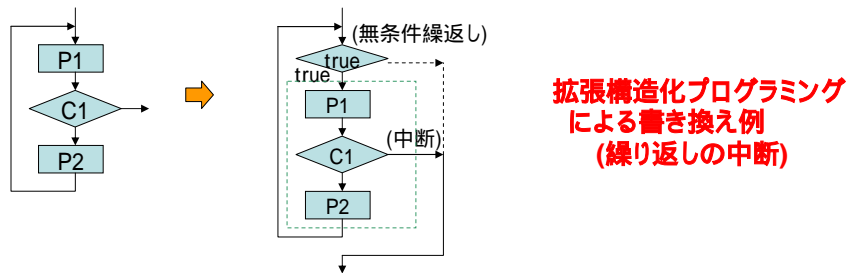 P1
C1
P2
(無条件繰返し)
true
true
P1
C1
(中断)
P2
拡張構造化プログラミング
による書き換え例
(繰り返しの中断)